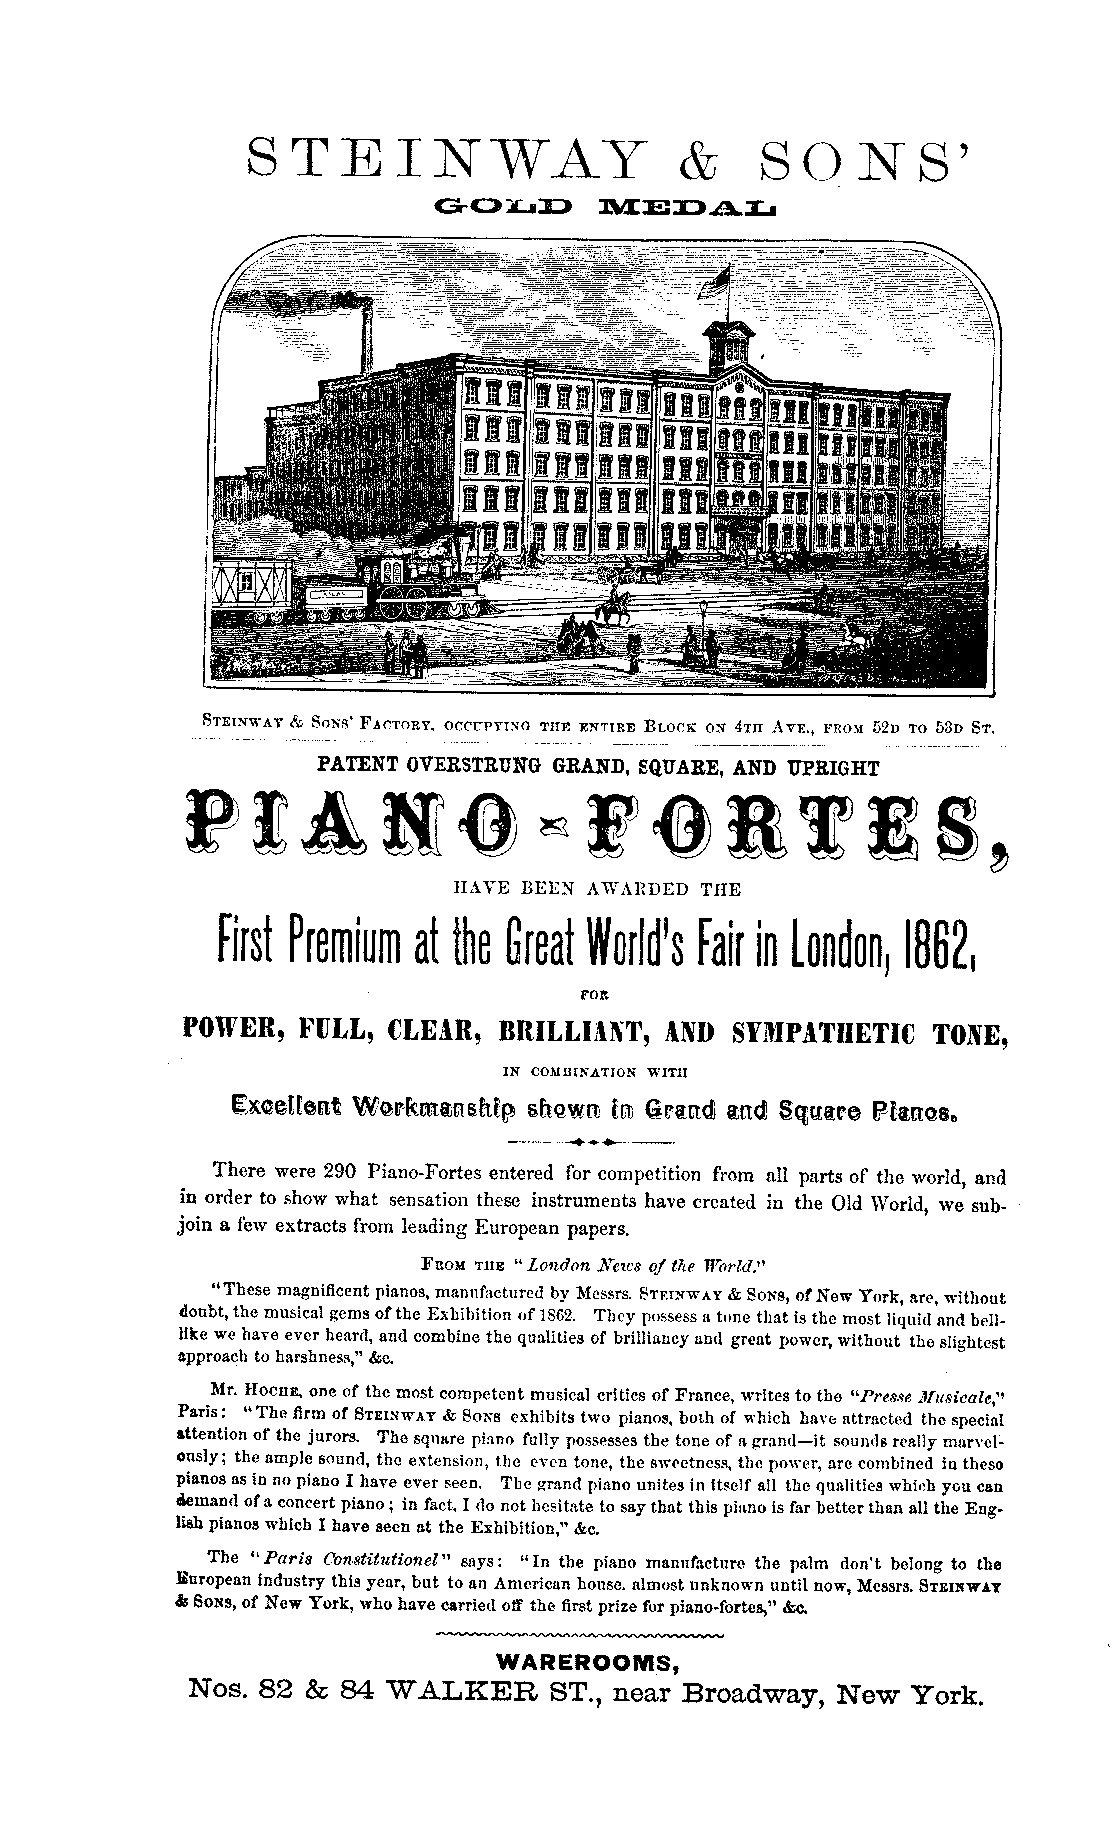 STEINWAY & SONS'
GOLD MEDAL
STEINWAY & SONS' FACTORY, OCCUPYING THE ENTIRE BLOCK ON 4TH AVE., FROM 52D TO 53D ST.
PATENT OVERSTRUNG GRAND, SQUARE, AND UPRIGHT
PIANO-FORTES,
HAVE BEEN AWARDED THE
First Premium at the Great World's Fair in London, 1862,
FOR
POWER, FULL, CLEAR, BRILLIANT, AND SYMPATHETIC TONE,
IN COMBINATION WITH
Excellent Workmanship shown in Grand and Square Pianos.
There were 290 Piano-Fortes entered for competition from all parts of the world, and
in order to show what sensation these instruments have created in the Old World, we sub-
join a few extracts from leading European papers.
FROM THE "London News of the World."
"These magnificent pianos, manufactured by Messrs. STEINWAY & SONS, of New York, are, without
doubt, the musical gems of the Exhibition of 1862. They possess a tone that is the most liquid and bell-
like we have ever heard, and combine the qualities of brilliancy and great power, without the slightest
approach to harshness," &c.
Mr. HOCHE, one of the most competent musical critics of France, writes to the "Presse Musicale,"
Paris: "The firm of STEINWAY & SONS exhibits two pianos, both of which have attracted the special
attention of the jurors. The square piano fully possesses the tone of a grand—it sounds really marvel-
ously; the ample sound, the extension, the even tone, the sweetness, the power, are combined in these
pianos as in no piano I have ever seen. The grand piano unites in itself all the qualities which you can
demand of a concert piano; in fact, I do not hesitate to say that this piano is far better than all the Eng-
lish pianos which I have seen at the Exhibition," &c.
The "Paris Constitutionel" says: "In the piano manufacture the palm don't belong to the
European industry this year, but to an American house, almost unknown until now, Messrs. STEINWAY
& SONS, of New York, who have carried off the first prize for piano-fortes," &c.
WAREROOMS,
Nos. 82 & 84 WALKER ST., near Broadway, New York.